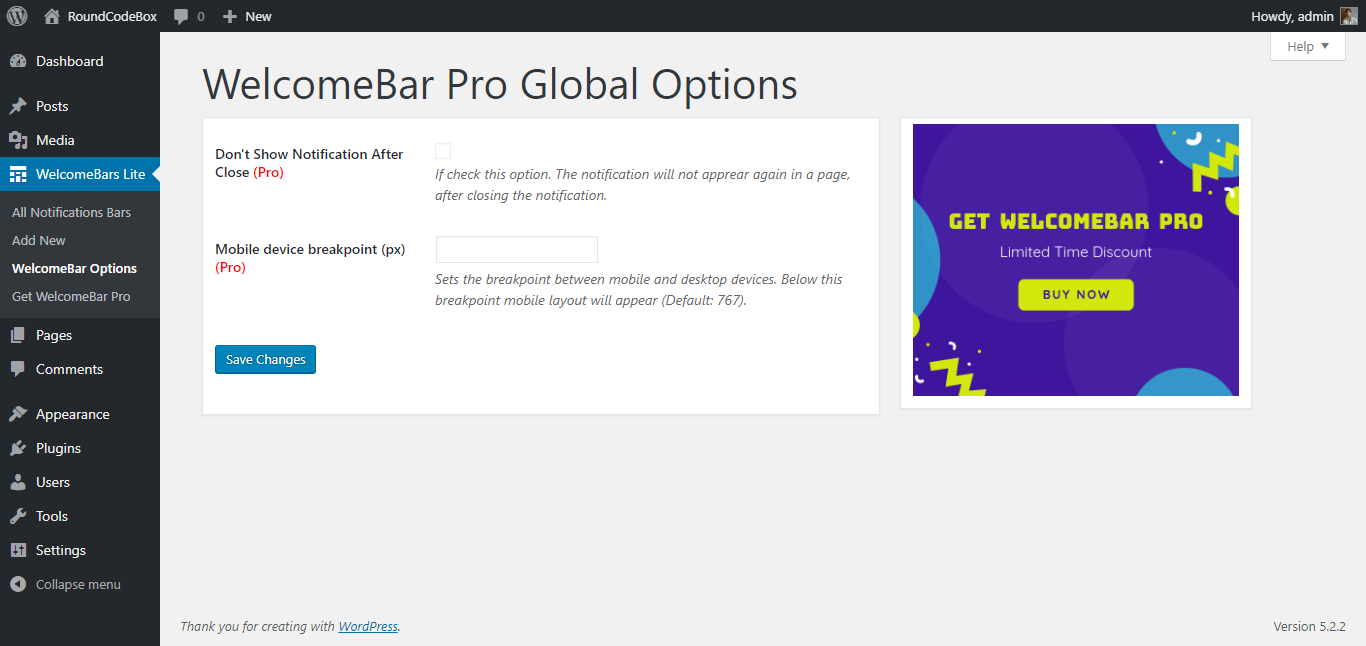 RoundCodeBox 0 New Howdy, admin
Help
Dashboard
Posts
Media
WelcomeBars Lite
All Notifications Bars
Add New
WelcomeBar Options
Get WelcomeBar Pro
Pages
Comments
Appearance
Plugins
Users
Tools
Settings
Collapse menu
WelcomeBar Pro Global Options
Don't Show Notification After
Close (Pro)
If check this option. The notification will not apprear again in a page,
after closing the notification.
Mobile device breakpoint (px)
(Pro)
Sets the breakpoint between mobile and desktop devices. Below this
breakpoint mobile layout will appear (Default: 767).
Save Changes
GET WELCOMEBAR PRO
Limited Time Discount
BUY NOW
Thank you for creating with WordPress.
Version 5.2.2